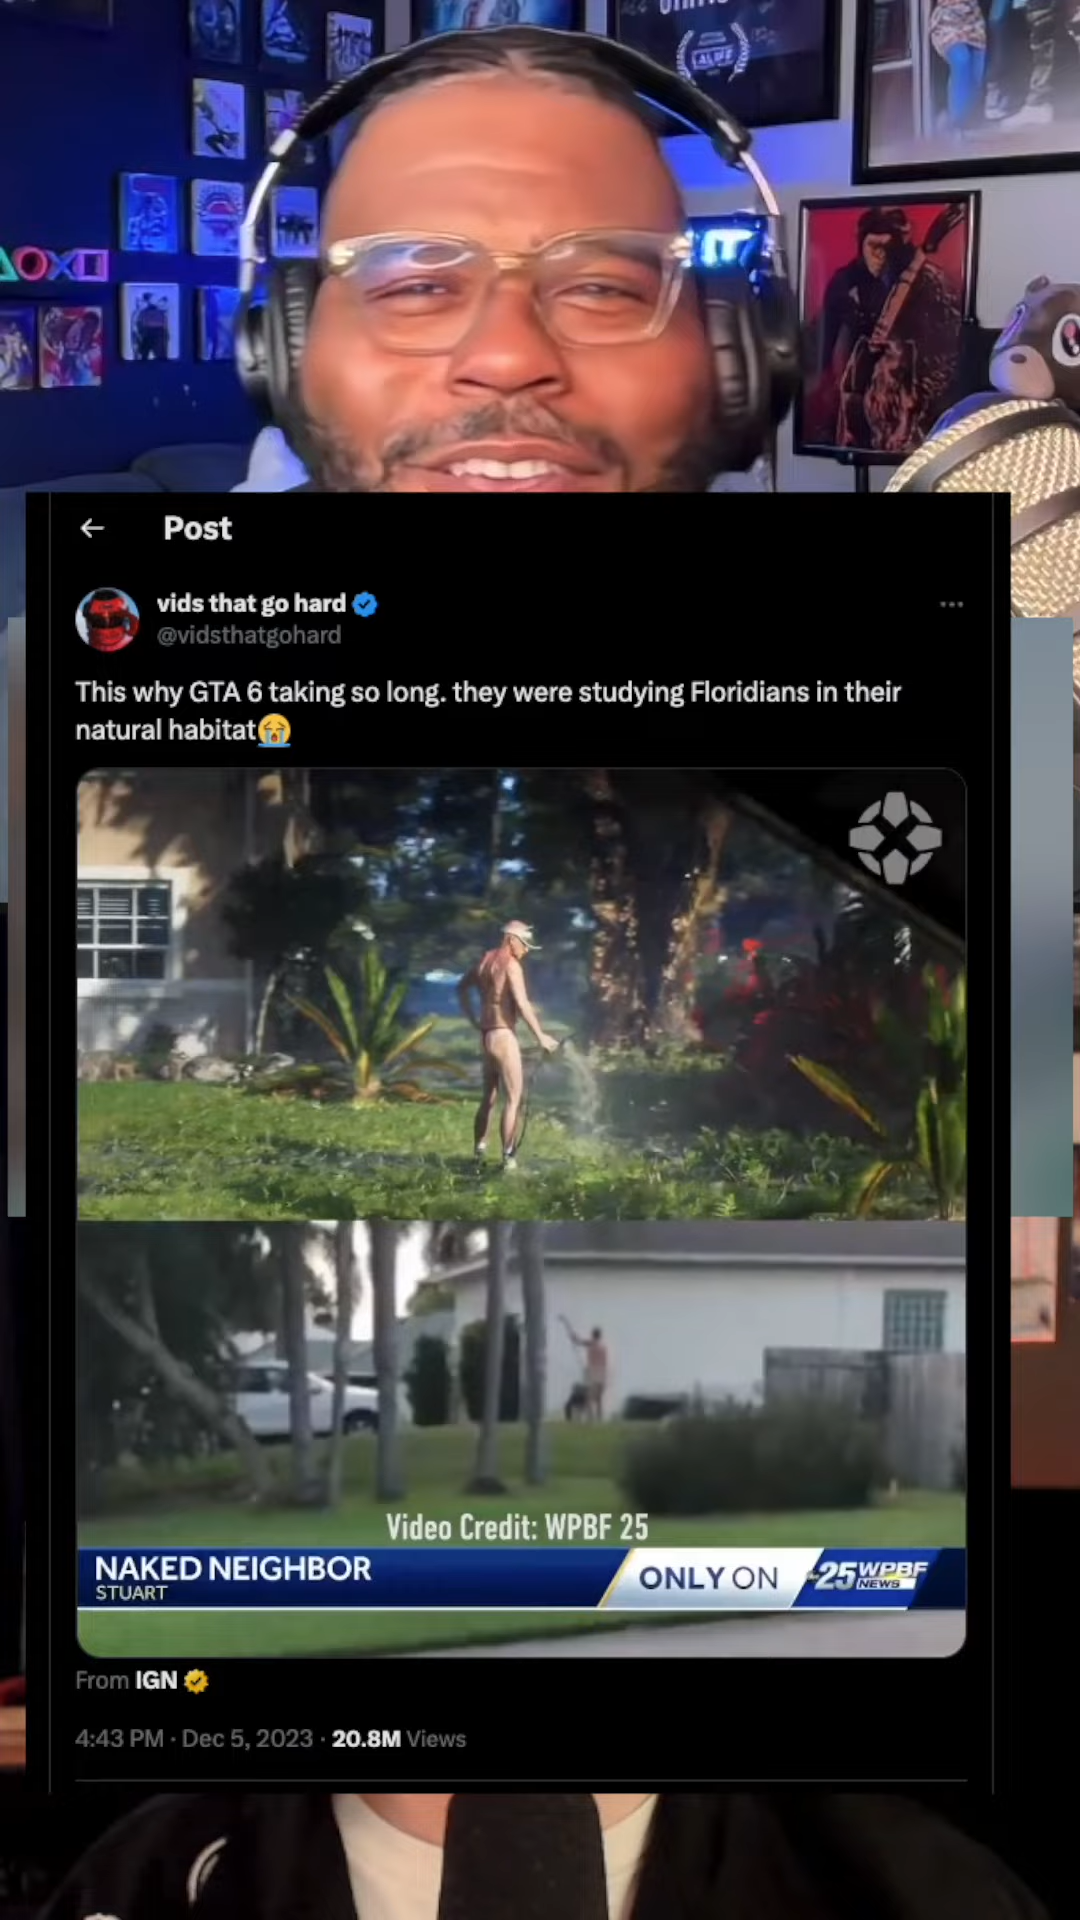 Post
vids that go hard
@vidsthatgohard
This why GTA 6 taking so long. they were studying Floridians in their
natural habitat😭
Video Credit: WPBF 25
NAKED NEIGHBOR
STUART
ONLY ON
25 WPBF
NEWS
From IGN
4:43 PM · Dec 5, 2023 · 20.8M Views